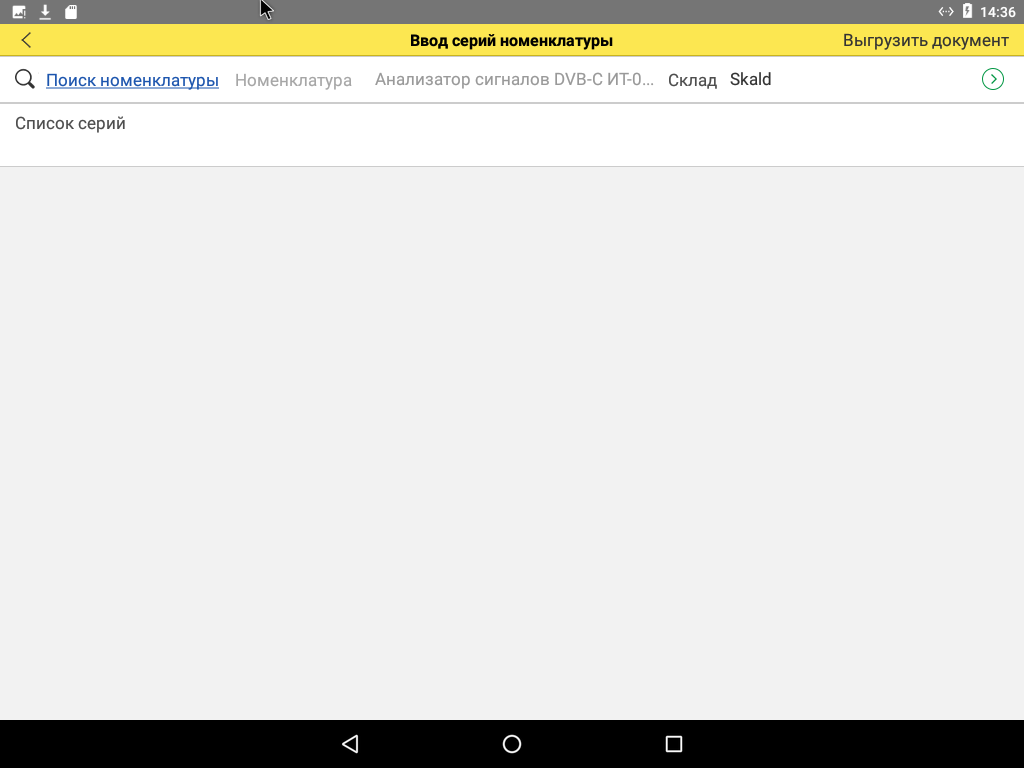 14:36
Ввод серий номенклатуры Выгрузить документ
Поиск номенклатуры Номенклатура Анализатор сигналов DVB-C ИТ-0... Склад Skald
Список серий